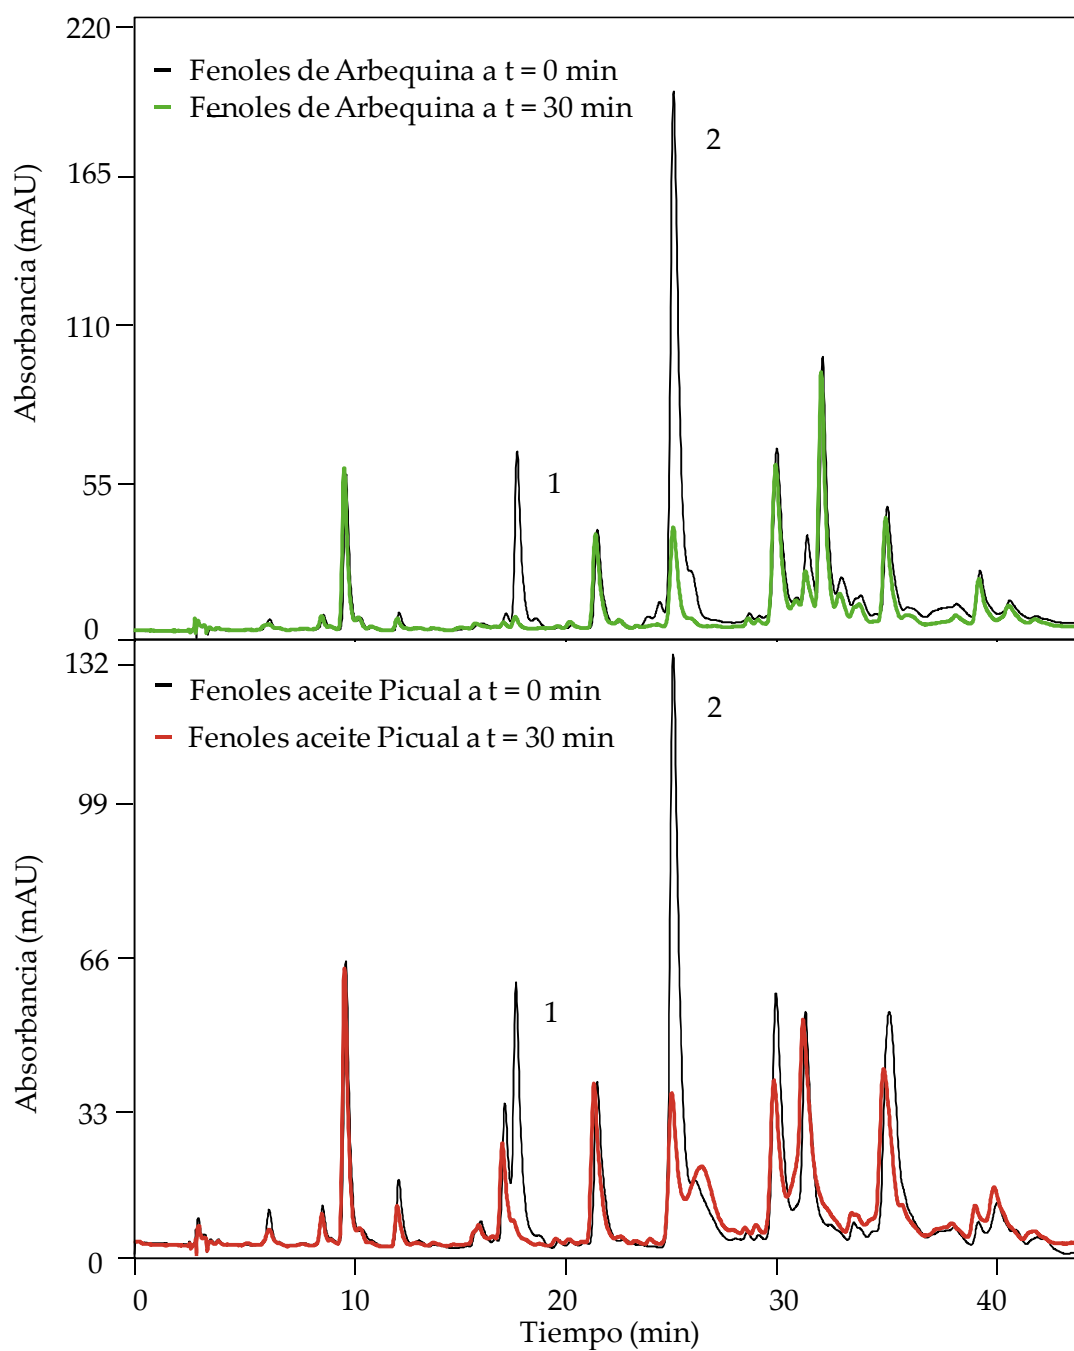 220
Fenoles de Arbequina a t = 0 min
Fenoles de Arbequina a t = 30 min
2
165
Absorbancia (mAU)
110
55
1
0
132
Fenoles aceite Picual a t = 0 min
2
Fenoles aceite Picual a t = 30 min
99
Absorbancia (mAU)
66
1
33
0
0 10 20 30 40
Tiempo (min)